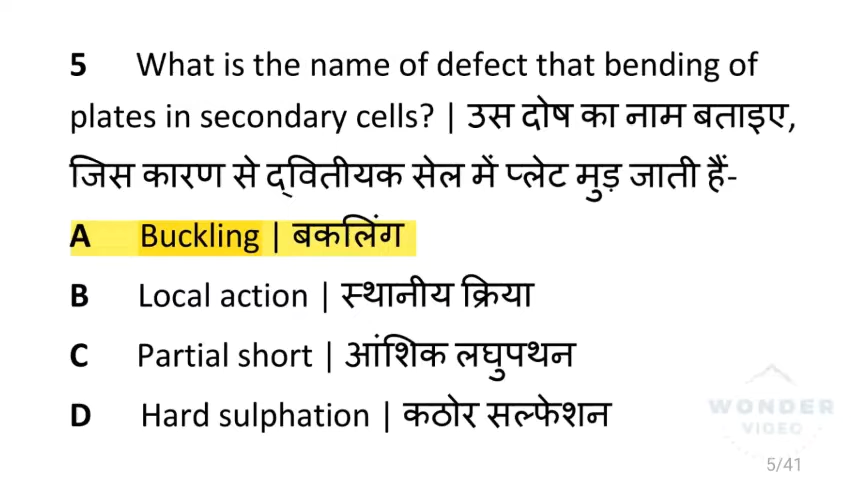 5 What is the name of defect that bending of
plates in secondary cells? | उस दोष का नाम बताइए,
जिस कारण से द्‌वितीयक सेल में प्लेट मुड़ जाती हैं-
A Buckling | बकलिंग
B Local action | स्थानीय क्रिया
C Partial short | आंशिक लघुपथन
D Hard sulphation | कठोर सल्फेशन
WONDER
VIDEO
5/41